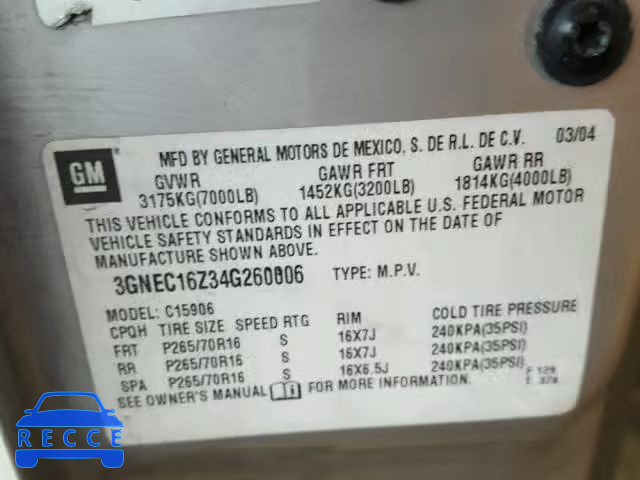 GM
MFD BY GENERAL MOTORS DE MEXICO, S. DE R.L. DE C.V. 03/04
GVWR GAWR FRT GAWR RR
3175KG(7000LB) 1452KG(3200LB) 1814KG(4000LB)
THIS VEHICLE CONFORMS TO ALL APPLICABLE U.S. FEDERAL MOTOR
VEHICLE SAFETY STANDARDS IN EFFECT ON THE DATE OF
MANUFACTURE SHOWN ABOVE.
3GNEC16Z34G260006 TYPE: M.P.V.
MODEL: C15906
CPQH TIRE SIZE SPEED RTG RIM COLD TIRE PRESSURE
FRT P265/70R16 S 16X7J 240KPA(35PSI)
RR P265/70R16 S 16X7J 240KPA(35PSI)
SPA P265/70R16 S 16X6.5J 240KPA(35PSI)
SEE OWNER'S MANUAL FOR MORE INFORMATION.
RECCE